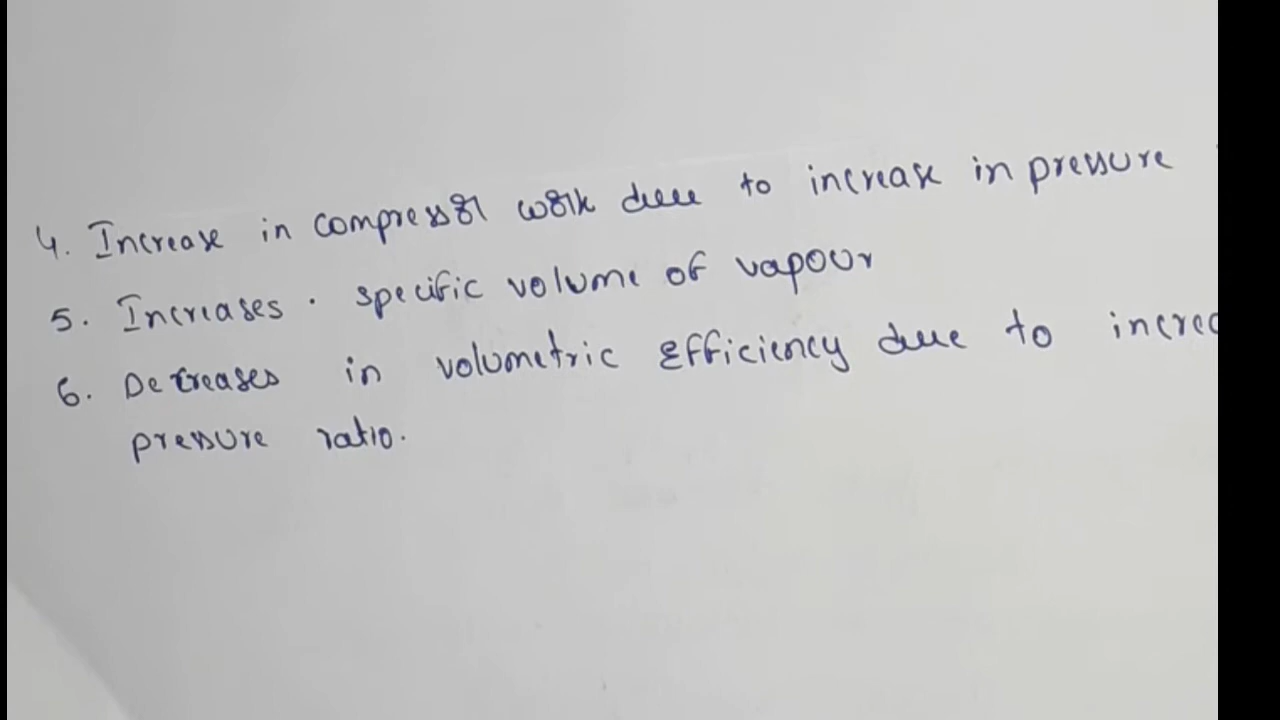 4. Increase in compressor work due to increase in pressure
5. Increases. specific volume of vapour
6. Decreases in volumetric efficiency due to increa
pressure ratio.